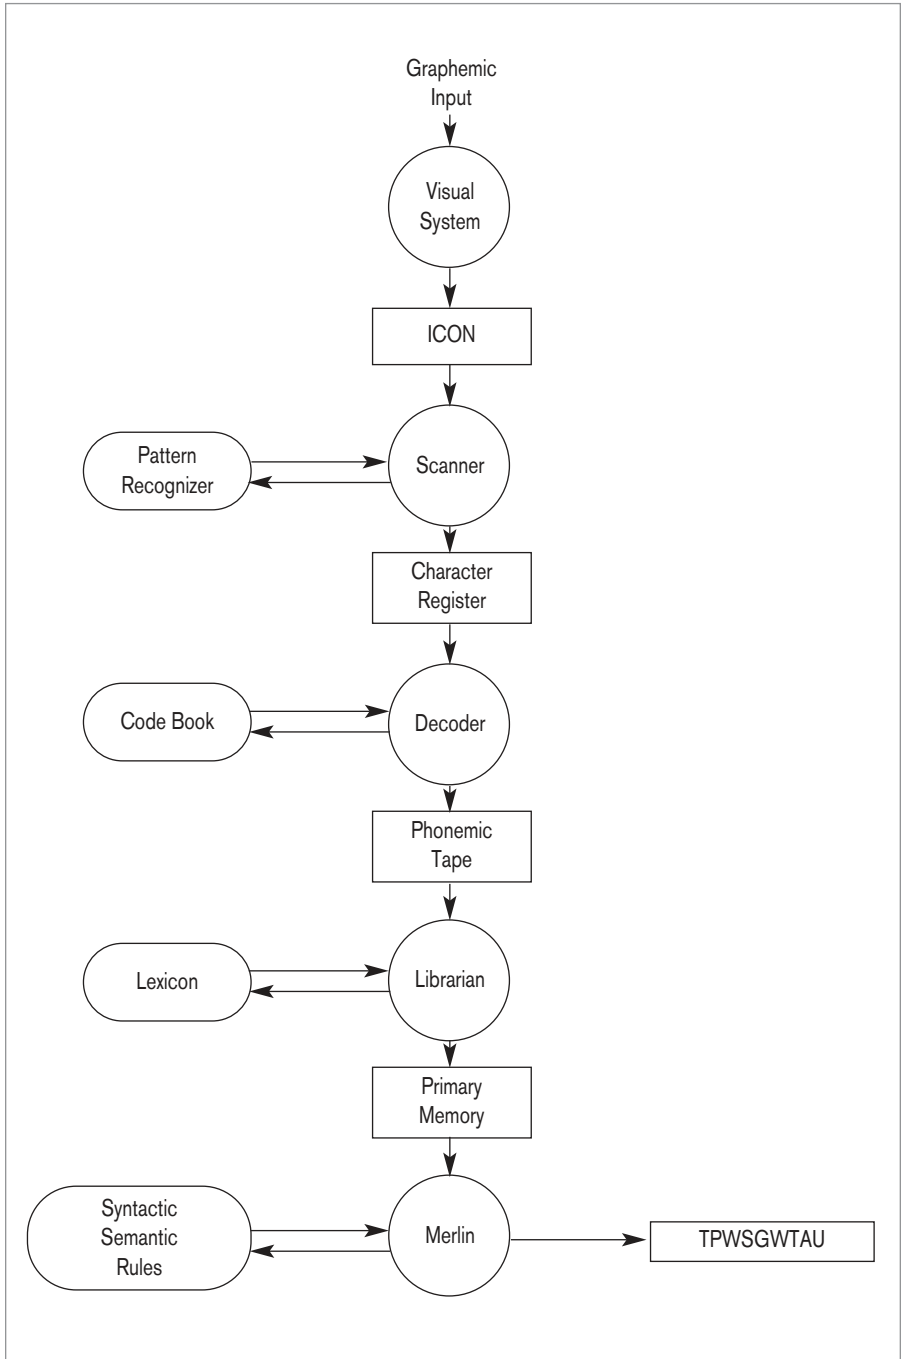 Graphemic
Input
Visual
System
ICON
Pattern
Recognizer
Scanner
Character
Register
Code Book
Decoder
Phonemic
Tape
Lexicon
Librarian
Primary
Memory
Syntactic
Semantic
Rules
Merlin
TPWSGWTAU